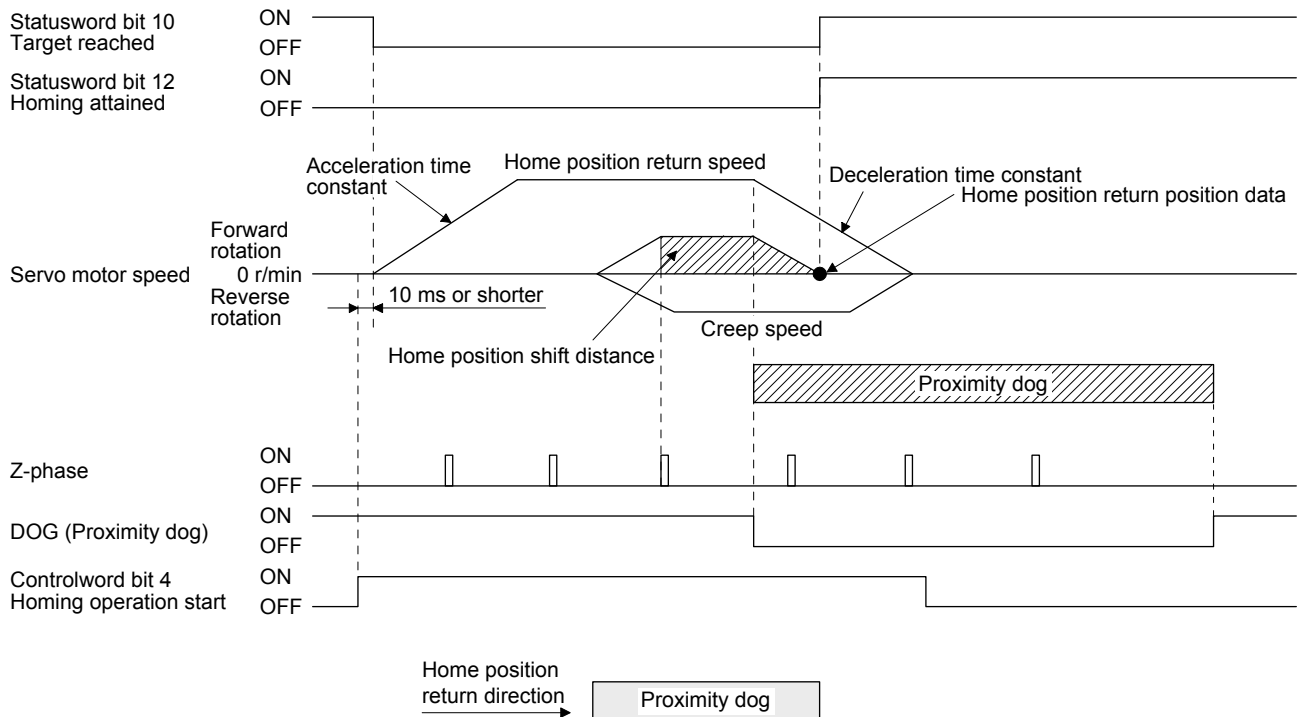 Statusword bit 10
Target reached
ON
OFF
Statusword bit 12
Homing attained
ON
OFF
Acceleration time
constant
Home position return speed
Deceleration time constant
Home position return position data
Forward
rotation
Servo motor speed
0 r/min
Reverse
rotation
10 ms or shorter
Creep speed
Home position shift distance
Proximity dog
Z-phase
ON
OFF
DOG (Proximity dog)
ON
OFF
Controlword bit 4
Homing operation start
ON
OFF
Home position
return direction
Proximity dog